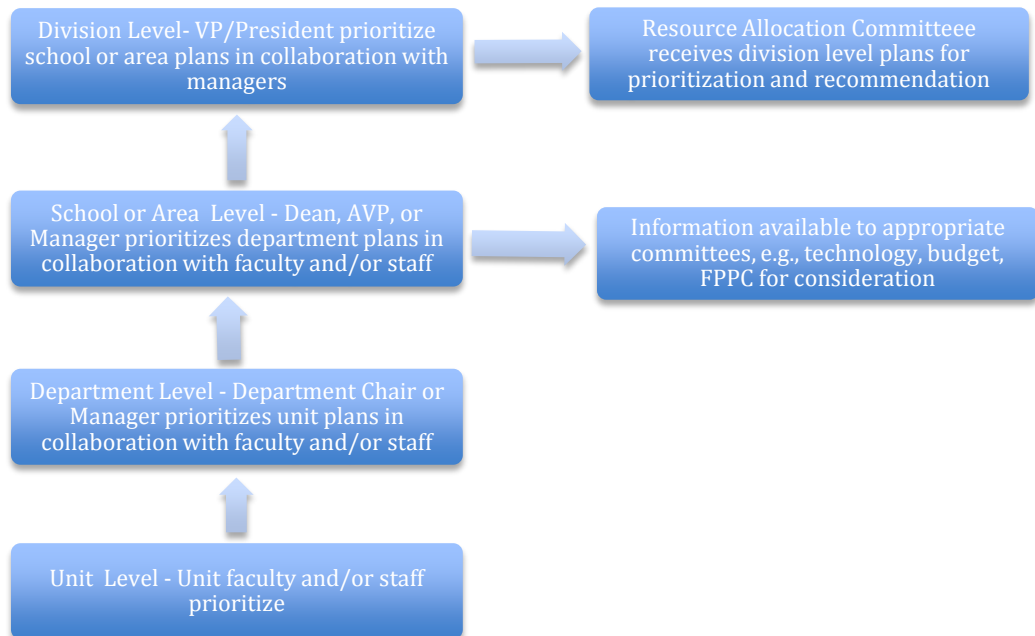 Division Level- VP/President prioritize
school or area plans in collaboration with
managers
Resource Allocation Committeee
receives division level plans for
prioritization and recommendation
School or Area  Level - Dean, AVP, or
Manager prioritizes department plans in
collaboration with faculty and/or staff
Information available to appropriate
committees, e.g., technology, budget,
FPPC for consideration
Department Level - Department Chair or
Manager prioritizes unit plans in
collaboration with faculty and/or staff
Unit  Level - Unit faculty and/or staff
prioritize